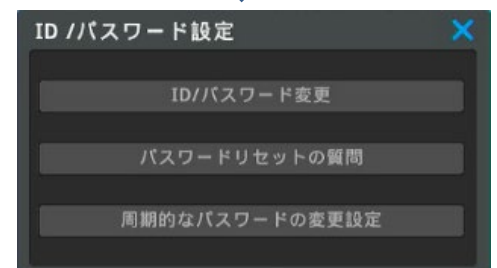 ID /パスワード設定
ID/パスワード変更
パスワードリセットの質問
周期的なパスワードの変更設定